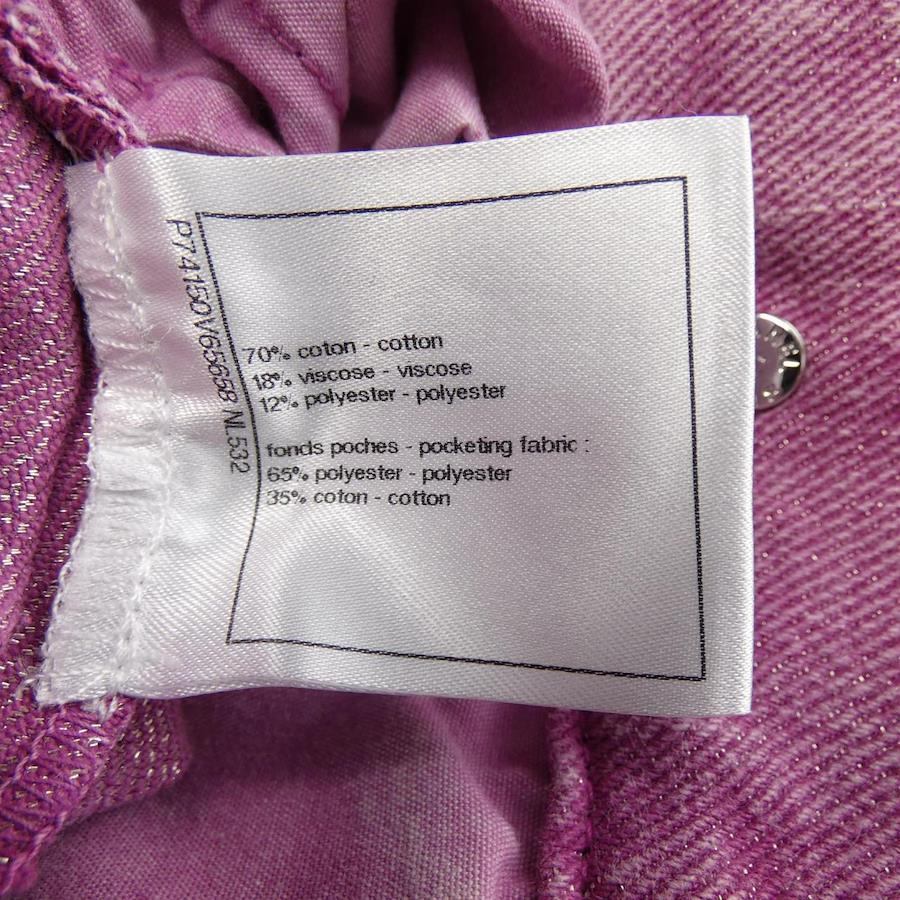 P74150V65658 NL532
70% coton - cotton
18% viscose - viscose
12% polyester - polyester
fonds poches - pocketing fabric :
65% polyester - polyester
35% coton - cotton